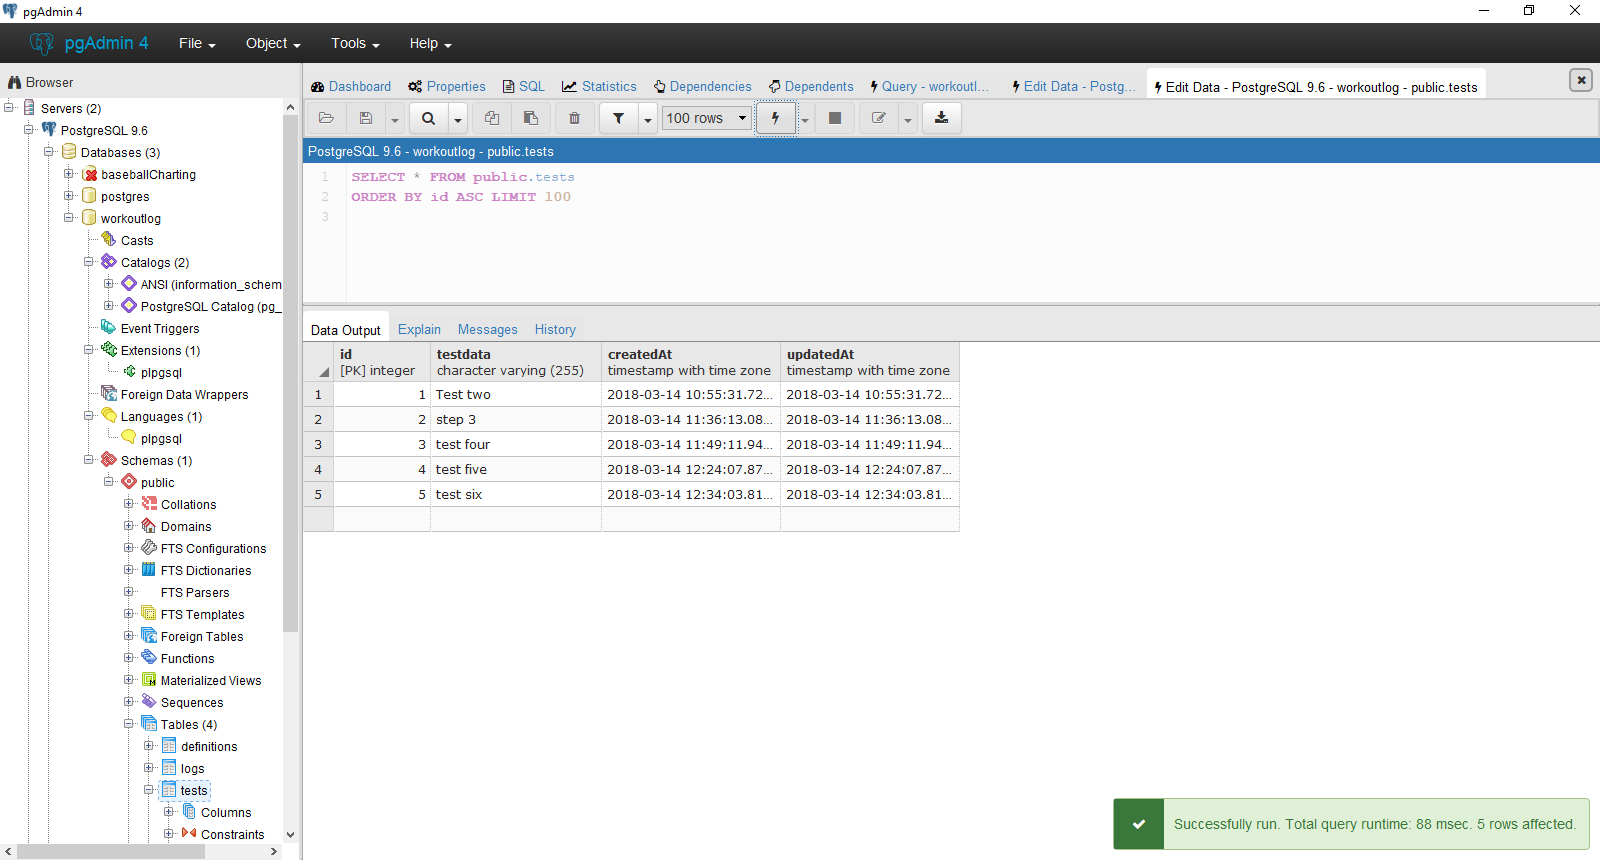 pgAdmin 4
pgAdmin 4 File Object Tools Help
Browser
Servers (2)
PostgreSQL 9.6
Databases (3)
baseballCharting
postgres
workoutlog
Casts
Catalogs (2)
ANSI (information_schem
PostgreSQL Catalog (pg_
Event Triggers
Extensions (1)
plpgsql
Foreign Data Wrappers
Languages (1)
plpgsql
Schemas (1)
public
Collations
Domains
FTS Configurations
FTS Dictionaries
FTS Parsers
FTS Templates
Foreign Tables
Functions
Materialized Views
Sequences
Tables (4)
definitions
logs
tests
Columns
Constraints
Dashboard Properties SQL Statistics Dependencies Dependents Query - workoutl... Edit Data - Postg... Edit Data - PostgreSQL 9.6 - workoutlog - public.tests
100 rows
PostgreSQL 9.6 - workoutlog - public.tests
1 SELECT * FROM public.tests
2 ORDER BY id ASC LIMIT 100
3
Data Output Explain Messages History
id testdata createdAt updatedAt
[PK] integer character varying (255) timestamp with time zone timestamp with time zone
1 1 Test two 2018-03-14 10:55:31.72... 2018-03-14 10:55:31.72...
2 2 step 3 2018-03-14 11:36:13.08... 2018-03-14 11:36:13.08...
3 3 test four 2018-03-14 11:49:11.94... 2018-03-14 11:49:11.94...
4 4 test five 2018-03-14 12:24:07.87... 2018-03-14 12:24:07.87...
5 5 test six 2018-03-14 12:34:03.81... 2018-03-14 12:34:03.81...
Successfully run. Total query runtime: 88 msec. 5 rows affected.